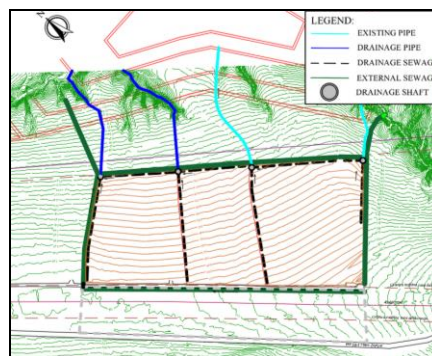 LEGEND:
EXISTING PIPE
DRAINAGE PIPE
DRAINAGE SEWAG
EXTERNAL SEWAG
DRAINAGE SHAFT